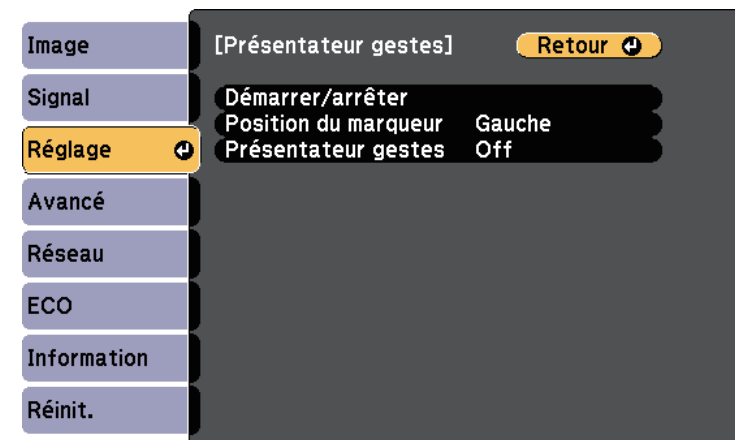 Image
Signal
Réglage
Avancé
Réseau
ECO
Information
Réinit.
[Présentateur gestes] Retour
Démarrer/arrêter
Position du marqueur Gauche
Présentateur gestes Off